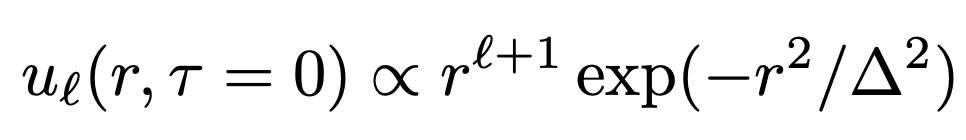 u_ℓ(r, τ = 0) ∝ r^{ℓ+1} exp(−r²/Δ²)